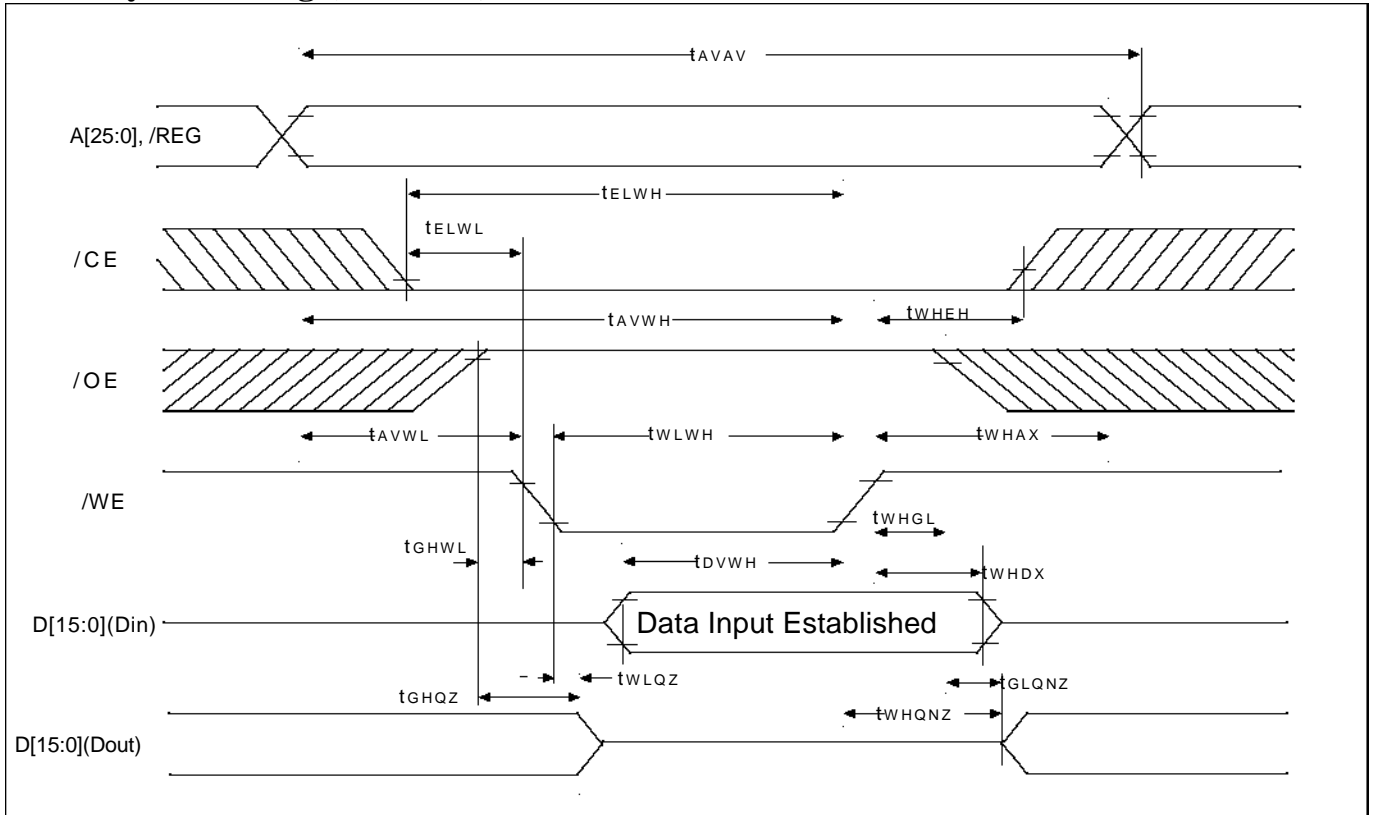 tAVAV
A[25:0], /REG
tELWH
tELWL
/CE
tAVWH
tWHEH
/OE
tAVWL
tWLWH
tWHAX
/WE
tWHGL
tGHWL
tDVWH
tWHDX
D[15:0](Din)
Data Input Established
tWLQZ
tGLQNZ
tGHQZ
tWHQNZ
D[15:0](Dout)